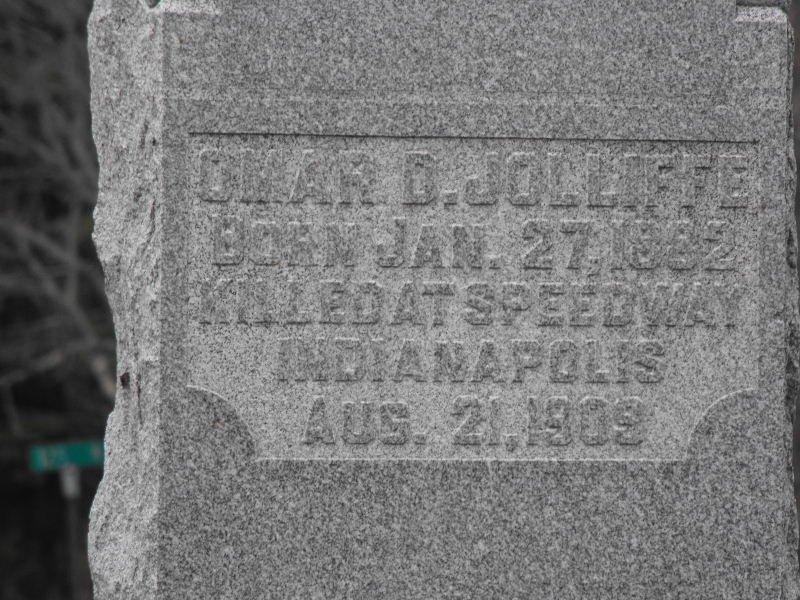 OMAR D. JOLLIFFE
BORN JAN. 27, 1882
KILLED AT SPEEDWAY
INDIANAPOLIS
AUG. 21, 1909